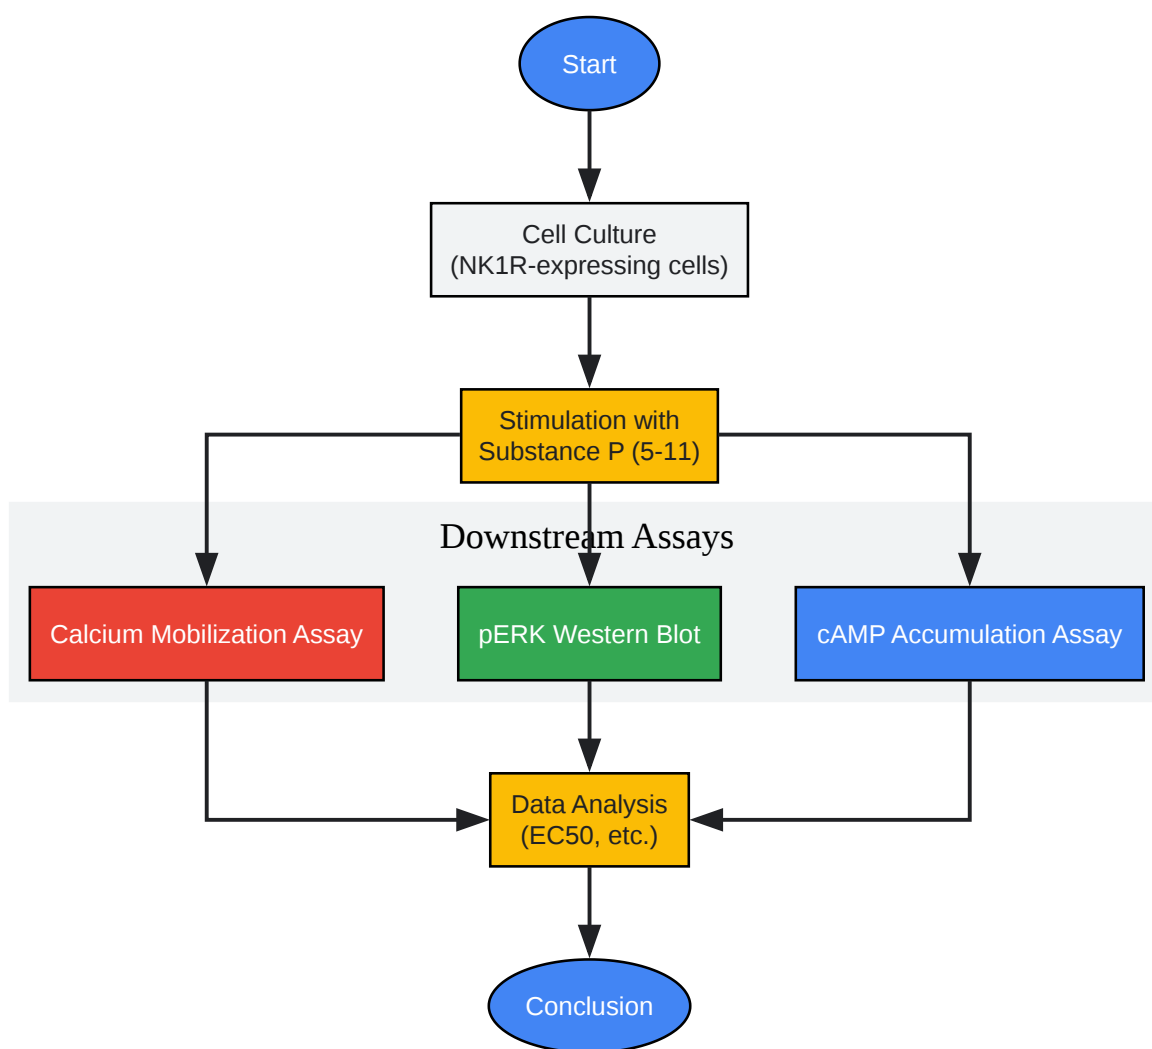 Start
Cell Culture
(NK1R-expressing cells)
Stimulation with
Substance P (5-11)
Downstream Assays
Calcium Mobilization Assay
pERK Western Blot
cAMP Accumulation Assay
Data Analysis
(EC50, etc.)
Conclusion